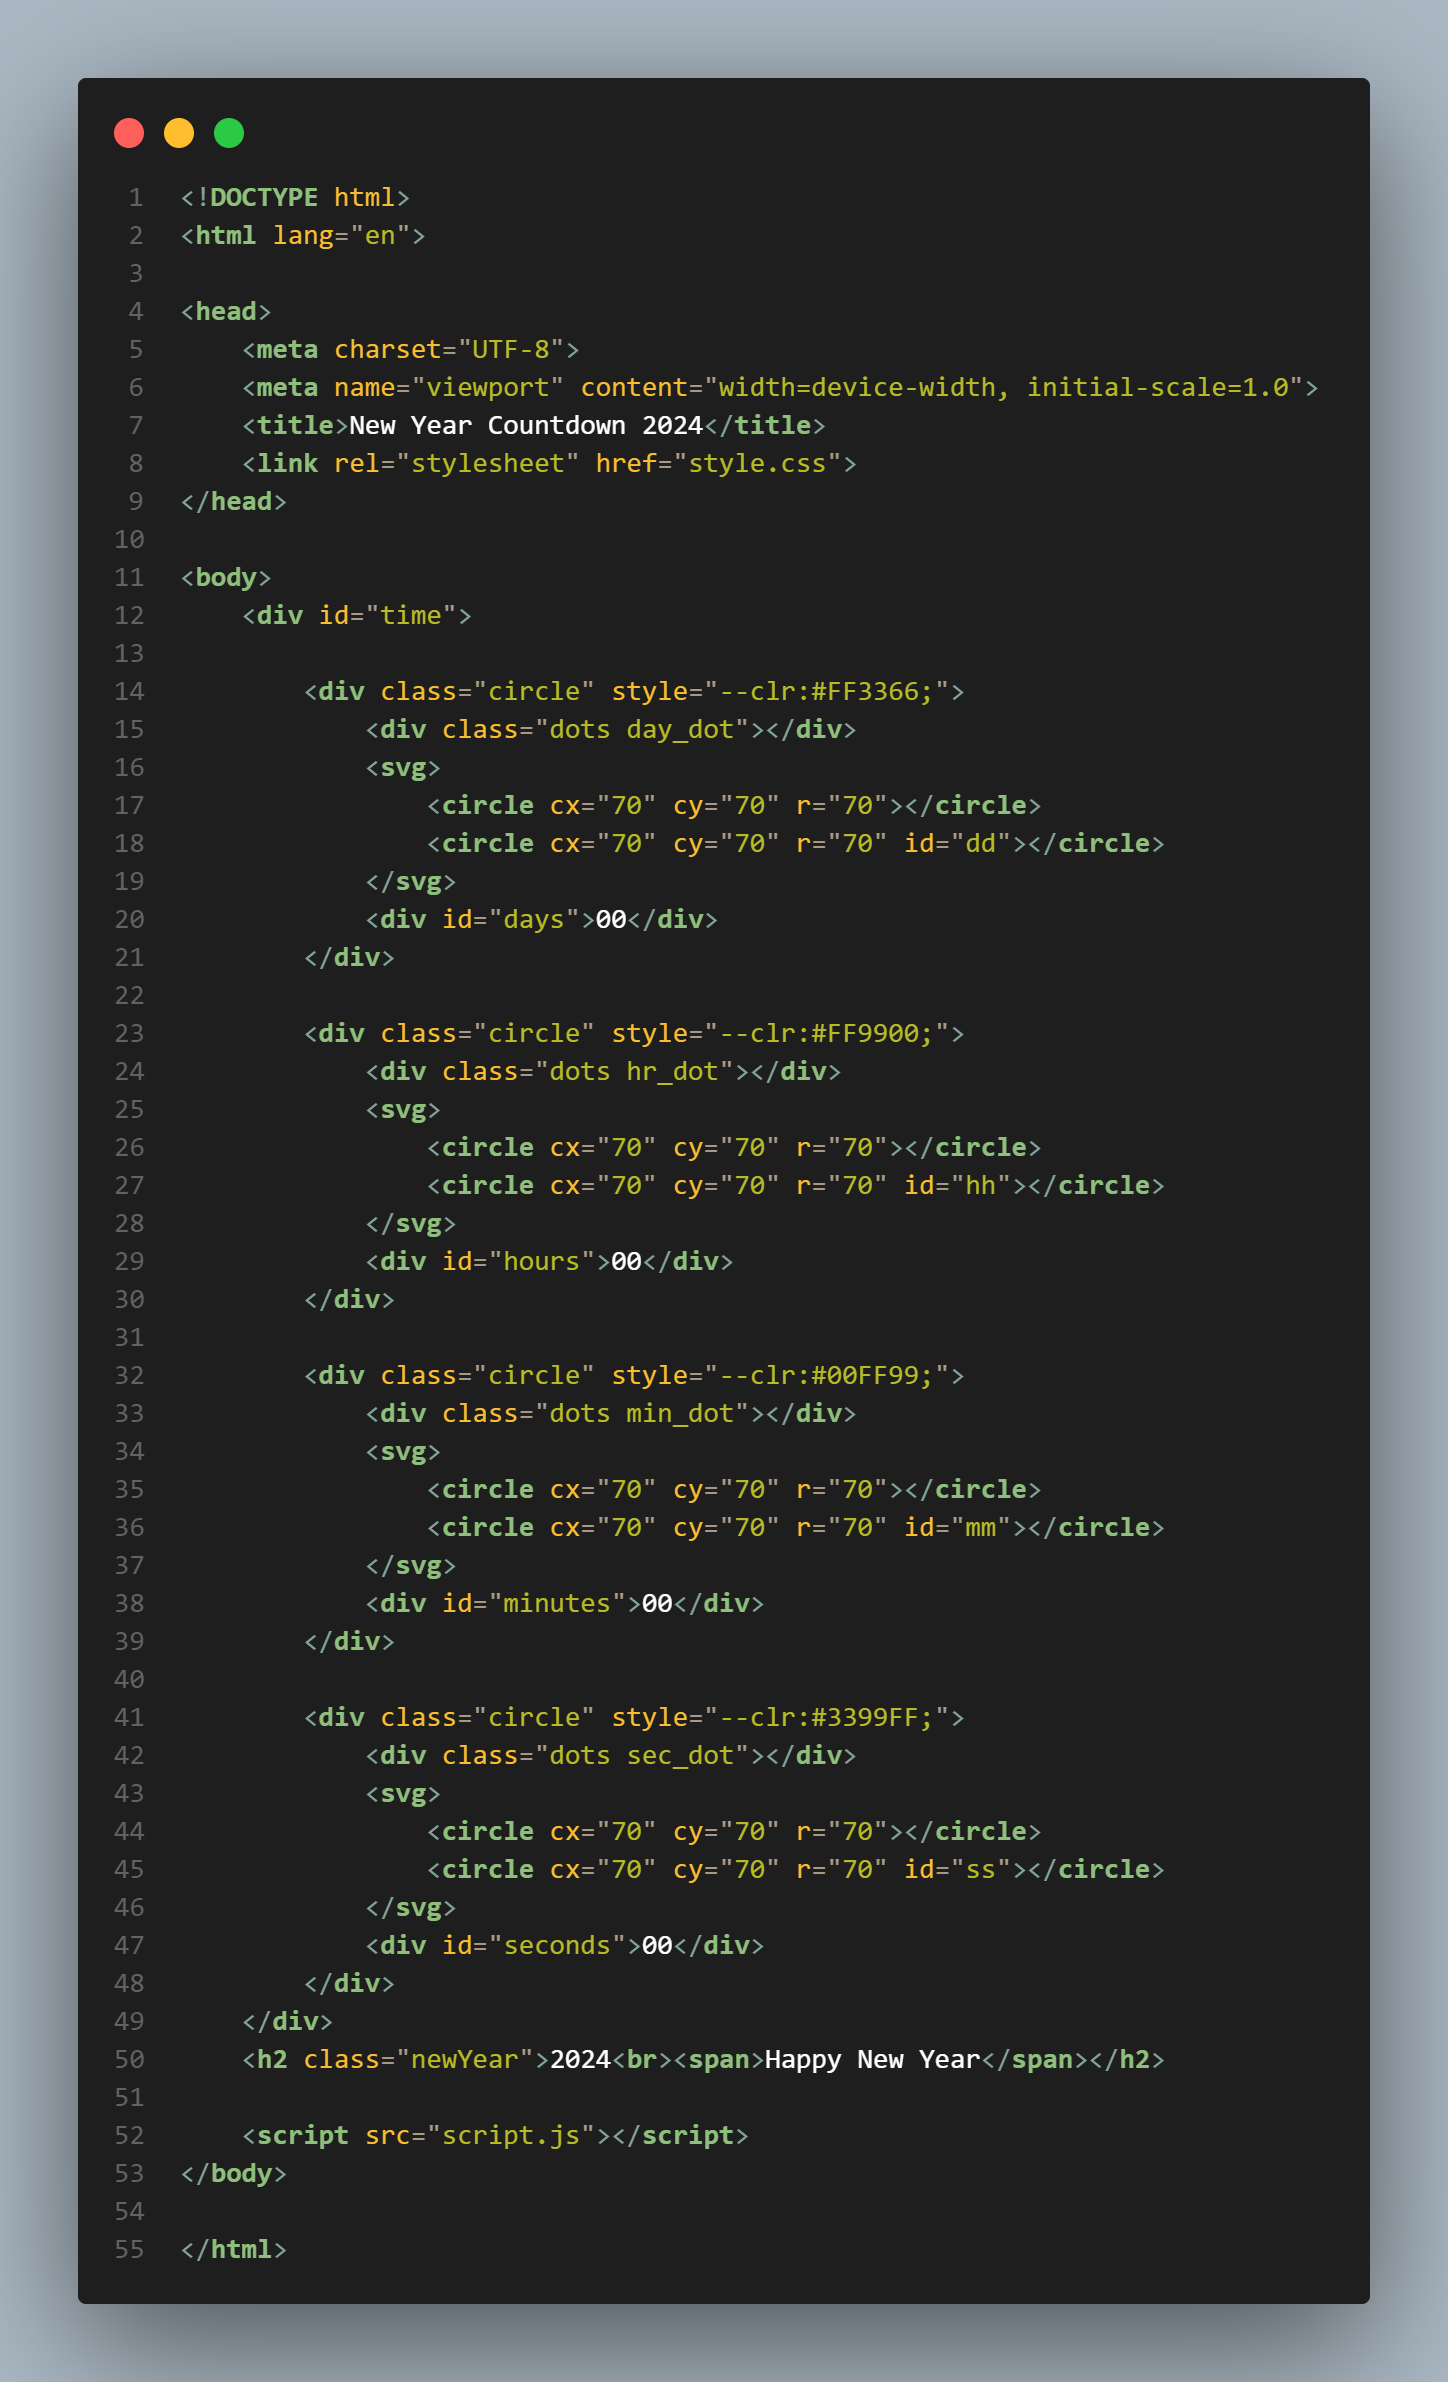 1 <!DOCTYPE html>
2 <html lang="en">
3
4 <head>
5     <meta charset="UTF-8">
6     <meta name="viewport" content="width=device-width, initial-scale=1.0">
7     <title>New Year Countdown 2024</title>
8     <link rel="stylesheet" href="style.css">
9 </head>
10
11 <body>
12     <div id="time">
13
14         <div class="circle" style="--clr:#FF3366;">
15             <div class="dots day_dot"></div>
16             <svg>
17                 <circle cx="70" cy="70" r="70"></circle>
18                 <circle cx="70" cy="70" r="70" id="dd"></circle>
19             </svg>
20             <div id="days">00</div>
21         </div>
22
23         <div class="circle" style="--clr:#FF9900;">
24             <div class="dots hr_dot"></div>
25             <svg>
26                 <circle cx="70" cy="70" r="70"></circle>
27                 <circle cx="70" cy="70" r="70" id="hh"></circle>
28             </svg>
29             <div id="hours">00</div>
30         </div>
31
32         <div class="circle" style="--clr:#00FF99;">
33             <div class="dots min_dot"></div>
34             <svg>
35                 <circle cx="70" cy="70" r="70"></circle>
36                 <circle cx="70" cy="70" r="70" id="mm"></circle>
37             </svg>
38             <div id="minutes">00</div>
39         </div>
40
41         <div class="circle" style="--clr:#3399FF;">
42             <div class="dots sec_dot"></div>
43             <svg>
44                 <circle cx="70" cy="70" r="70"></circle>
45                 <circle cx="70" cy="70" r="70" id="ss"></circle>
46             </svg>
47             <div id="seconds">00</div>
48         </div>
49     </div>
50     <h2 class="newYear">2024<br><span>Happy New Year</span></h2>
51
52     <script src="script.js"></script>
53 </body>
54
55 </html>